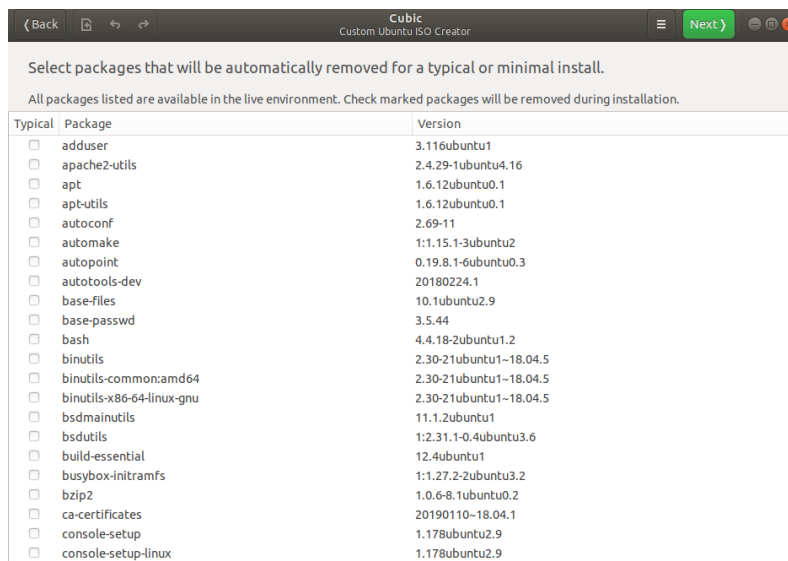 Back
Cubic
Custom Ubuntu ISO Creator
Next
Select packages that will be automatically removed for a typical or minimal install.
All packages listed are available in the live environment. Check marked packages will be removed during installation.
Typical Package Version
adduser 3.116ubuntu1
apache2-utils 2.4.29-1ubuntu4.16
apt 1.6.12ubuntu0.1
apt-utils 1.6.12ubuntu0.1
autoconf 2.69-11
automake 1:1.15.1-3ubuntu2
autopoint 0.19.8.1-6ubuntu0.3
autotools-dev 20180224.1
base-files 10.1ubuntu2.9
base-passwd 3.5.44
bash 4.4.18-2ubuntu1.2
binutils 2.30-21ubuntu1~18.04.5
binutils-common:amd64 2.30-21ubuntu1~18.04.5
binutils-x86-64-linux-gnu 2.30-21ubuntu1~18.04.5
bsdmainutils 11.1.2ubuntu1
bsdutils 1:2.31.1-0.4ubuntu3.6
build-essential 12.4ubuntu1
busybox-initramfs 1:1.27.2-2ubuntu3.2
bzip2 1.0.6-8.1ubuntu0.2
ca-certificates 20190110~18.04.1
console-setup 1.178ubuntu2.9
console-setup-linux 1.178ubuntu2.9